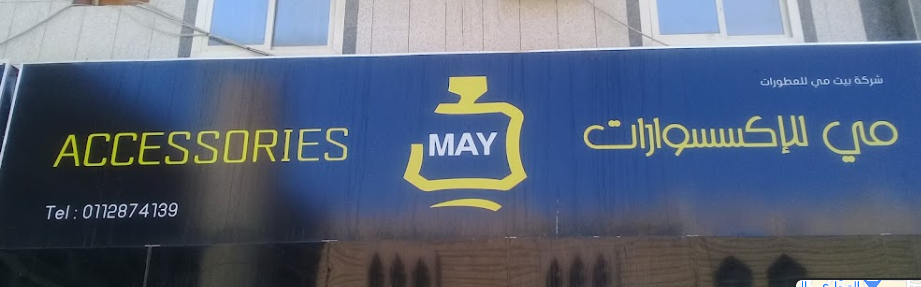 شركة بيت مي للعطورات
مي للإكسسوارات
MAY
ACCESSORIES
Tel : 0112874139